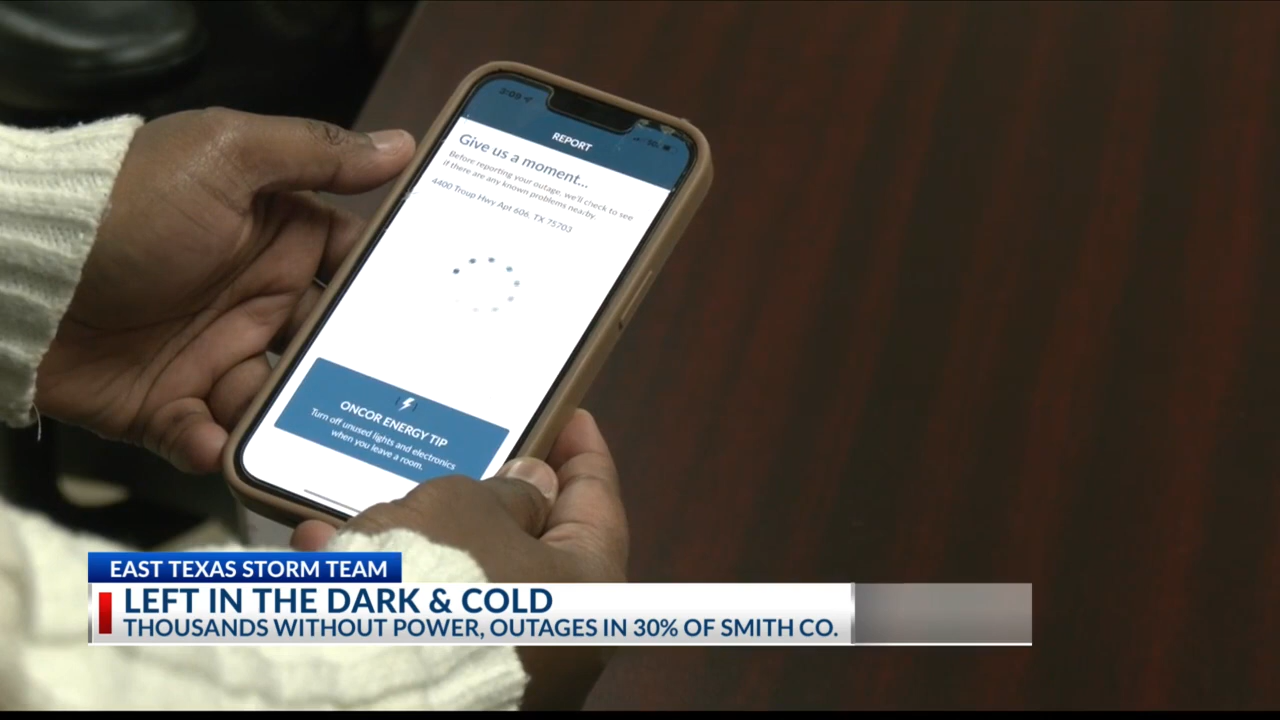 3:09
REPORT
Give us a moment...
Before reporting your outage, we'll check to see
if there are any known problems nearby.
4400 Troup Hwy Apt 606, TX 75703
ONCOR ENERGY TIP
Turn off unused lights and electronics
when you leave a room.
EAST TEXAS STORM TEAM
LEFT IN THE DARK & COLD
THOUSANDS WITHOUT POWER, OUTAGES IN 30% OF SMITH CO.